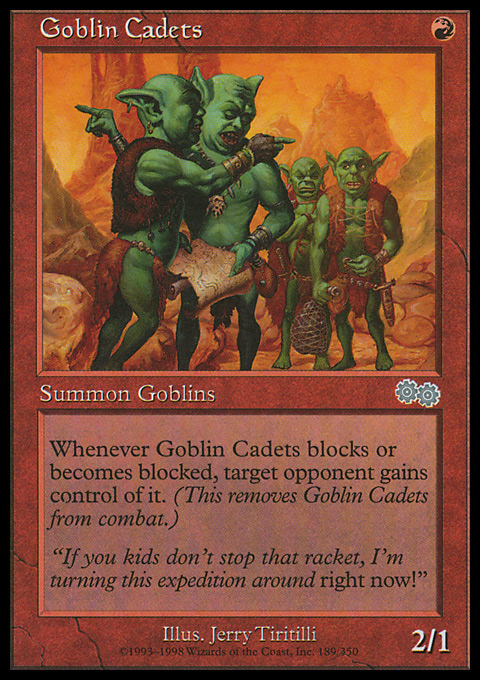 Goblin Cadets
Summon Goblins
Whenever Goblin Cadets blocks or
becomes blocked, target opponent gains
control of it. (This removes Goblin Cadets
from combat.)
“If you kids don’t stop that racket, I’m
turning this expedition around right now!”
Illus. Jerry Tiritilli
©1993–1998 Wizards of the Coast, Inc. 189/350
2/1